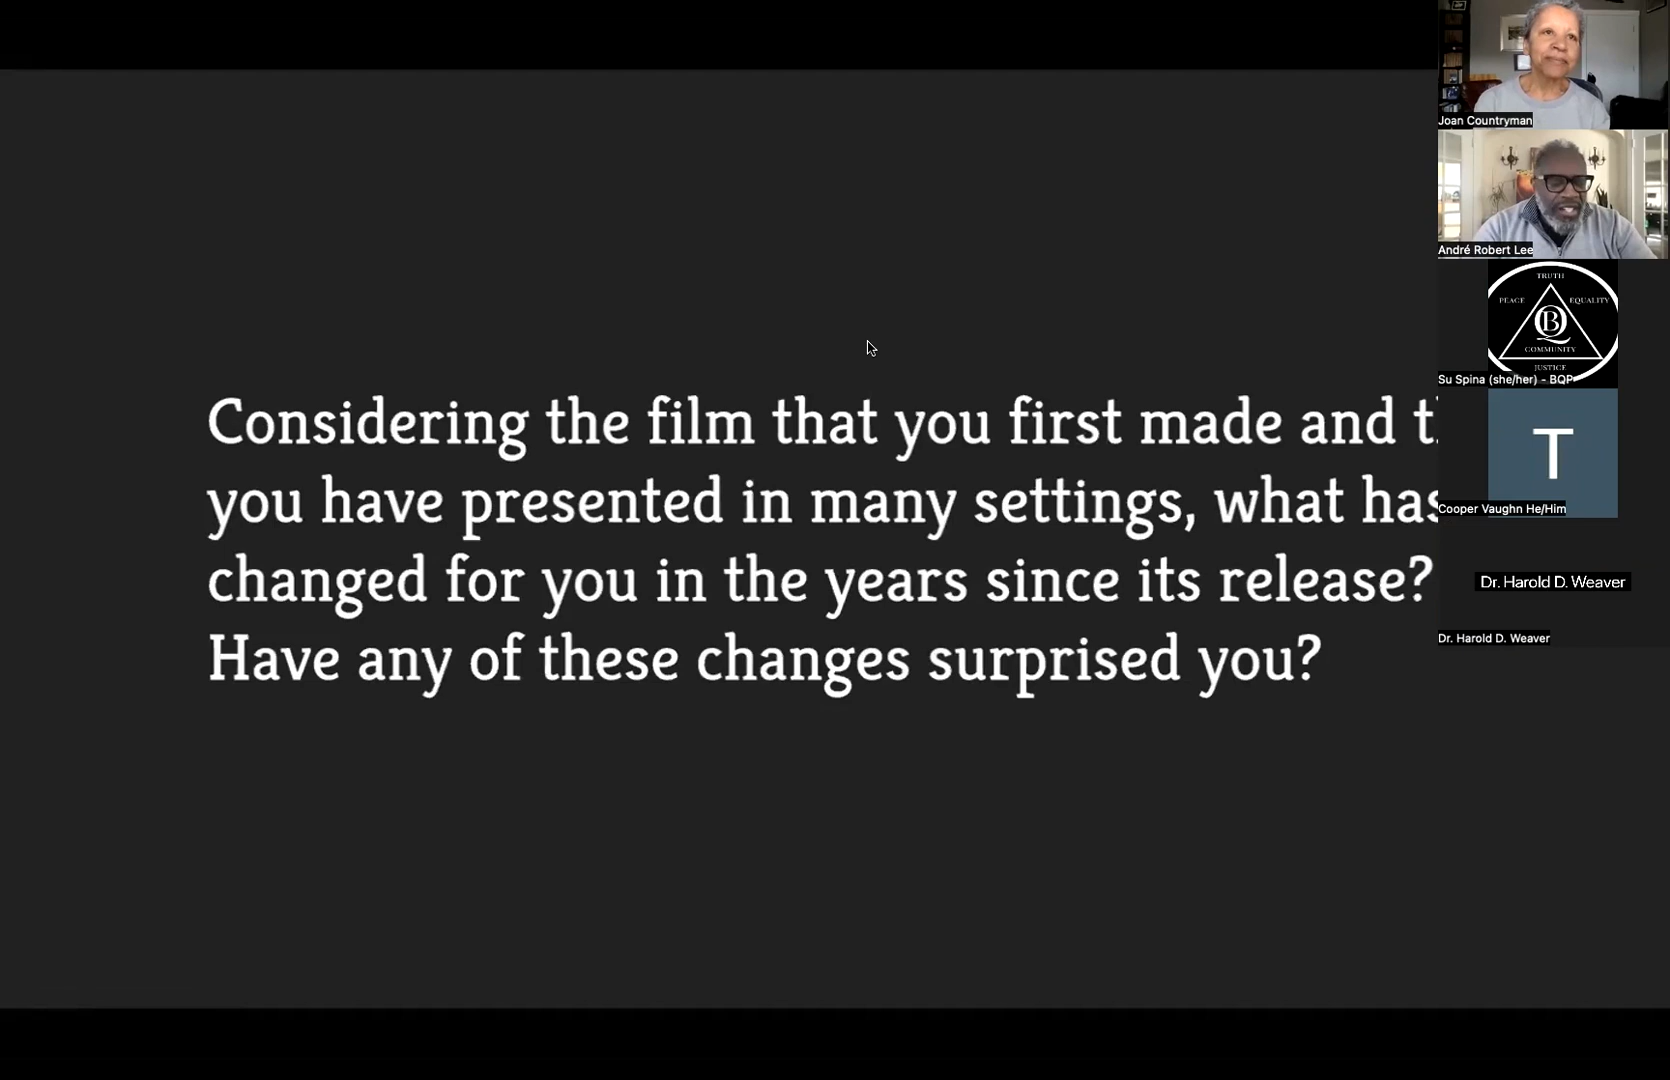 Considering the film that you first made and
you have presented in many settings, what has
changed for you in the years since its release?
Have any of these changes surprised you?
Joan Countryman
André Robert Lee
TRUTH
PEACE EQUALITY
BQ
COMMUNITY
JUSTICE
Su Spina (she/her) - BQP
T
Cooper Vaughn He/Him
Dr. Harold D. Weaver
Dr. Harold D. Weaver